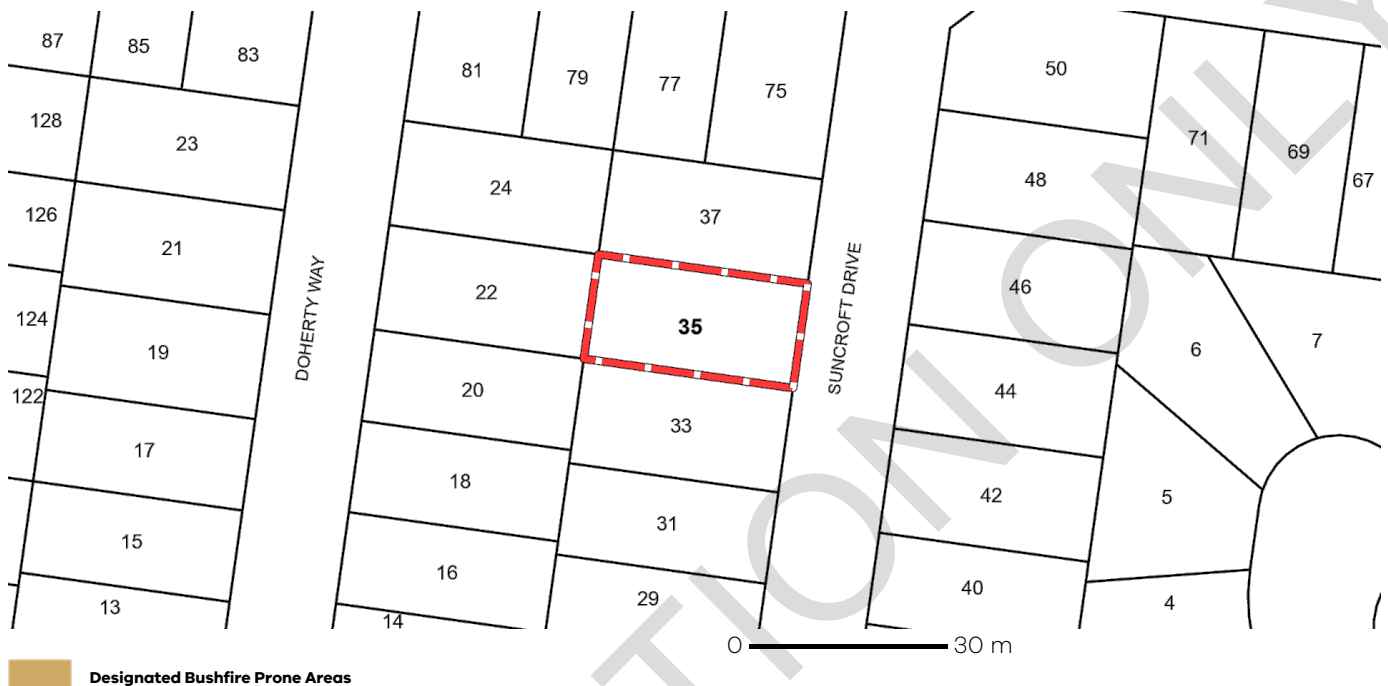 87 85 83 81 79 77 75 50
128 23 24 37 48 71 69 67
126 21 22 35 46 6 7
DOHERTY WAY
SUNCROFT DRIVE
124 19 20 33 44
122 17 18 31 42 5
15 16 29 40 4
13 14
0 30 m
Designated Bushfire Prone Areas
TION ONLY